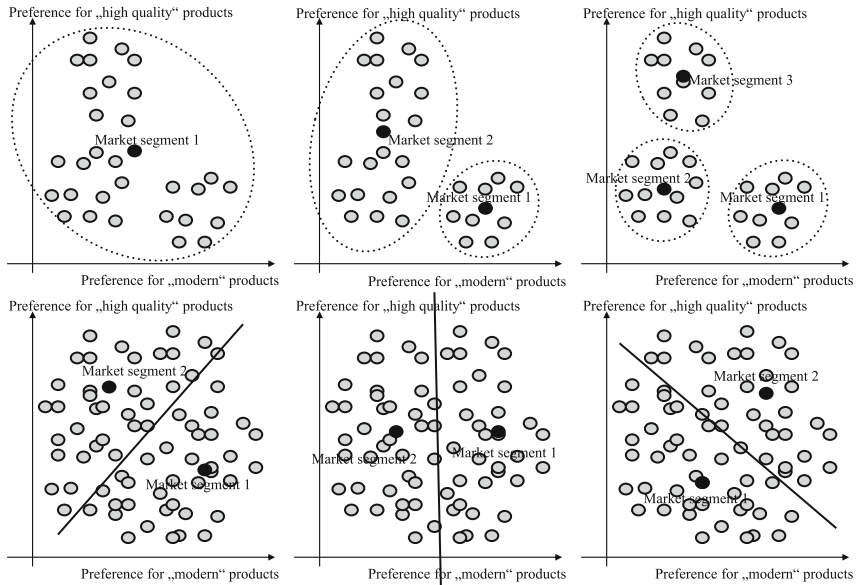 Preference for „high quality“ products
Market segment 1
Preference for „modern“ products
Preference for „high quality“ products
Market segment 2
Market segment 1
Preference for „modern“ products
Preference for „high quality“ products
Market segment 3
Market segment 2
Market segment 1
Preference for „modern“ products
Preference for „high quality“ products
Market segment 2
Market segment 1
Preference for „modern“ products
Preference for „high quality“ products
Market segment 1
Market segment 2
Preference for „modern“ products
Preference for „high quality“ products
Market segment 2
Market segment 1
Preference for „modern“ products